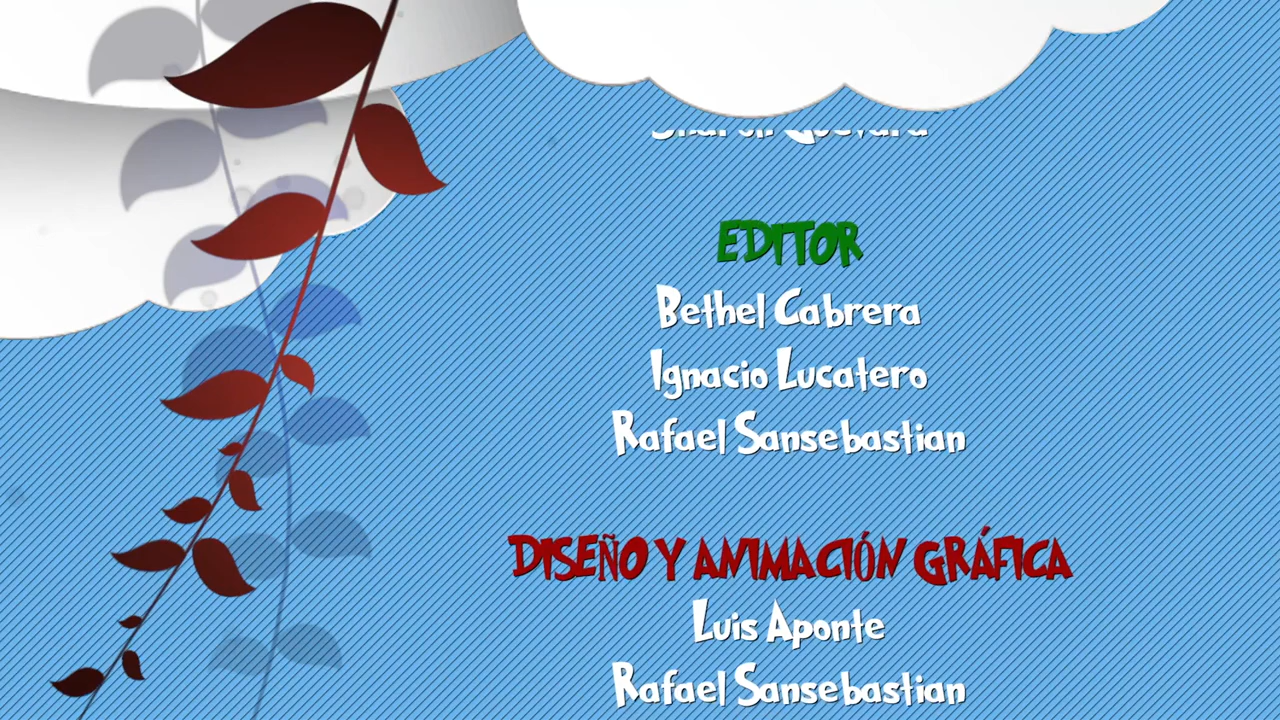 EDITOR
Bethel Cabrera
Ignacio Lucatero
Rafael Sansebastian
DISEÑO Y ANIMACIÓN GRÁFICA
Luis Aponte
Rafael Sansebastian